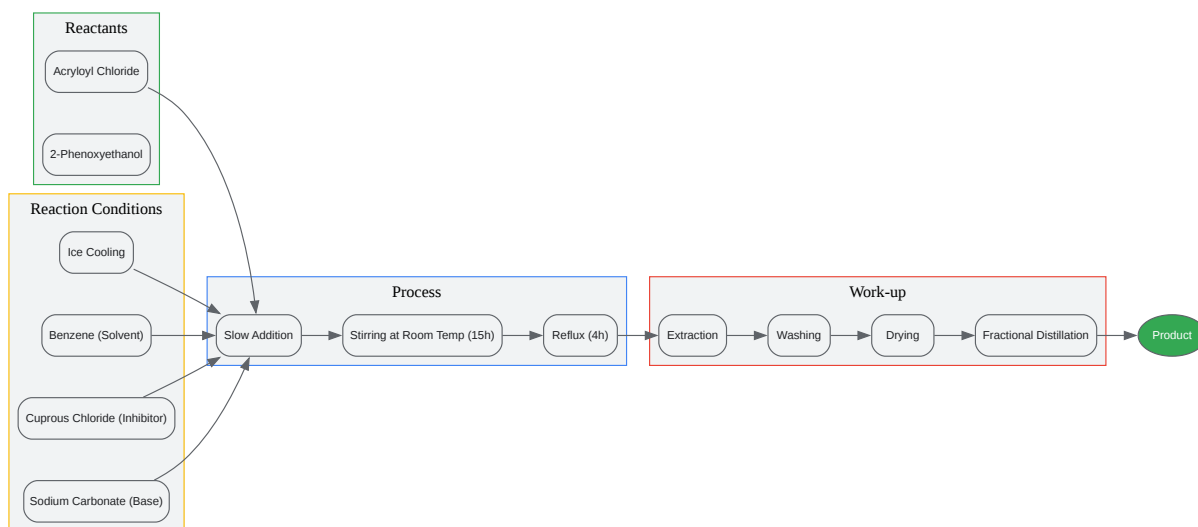 Reactants
Acryloyl Chloride
2-Phenoxyethanol
Reaction Conditions
Ice Cooling
Benzene (Solvent)
Cuprous Chloride (Inhibitor)
Sodium Carbonate (Base)
Process
Slow Addition
Stirring at Room Temp (15h)
Reflux (4h)
Work-up
Extraction
Washing
Drying
Fractional Distillation
Product